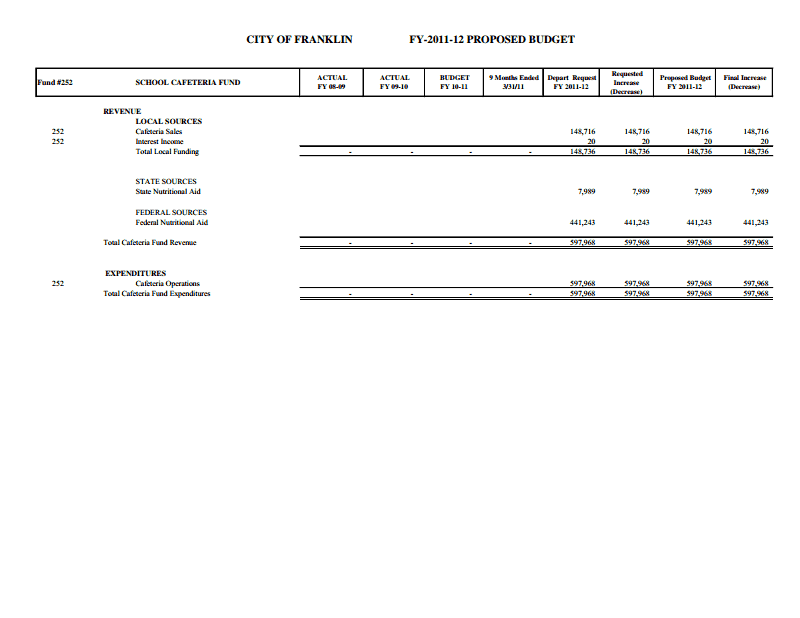 CITY OF FRANKLIN FY-2011-12 PROPOSED BUDGET
Fund #252 SCHOOL CAFETERIA FUND ACTUAL FY 08-09 ACTUAL FY 09-10 BUDGET FY 10-11 9 Months Ended 3/31/11 Depart Request FY 2011-12 Requested Increase (Decrease) Proposed Budget FY 2011-12 Final Increase (Decrease)
REVENUE
LOCAL SOURCES
252 Cafeteria Sales 148,716 148,716 148,716 148,716
252 Interest Income 20 20 20 20
Total Local Funding - - - - 148,736 148,736 148,736 148,736
STATE SOURCES
State Nutritional Aid 7,989 7,989 7,989 7,989
FEDERAL SOURCES
Federal Nutritional Aid 441,243 441,243 441,243 441,243
Total Cafeteria Fund Revenue - - - - 597,968 597,968 597,968 597,968
EXPENDITURES
252 Cafeteria Operations 597,968 597,968 597,968 597,968
Total Cafeteria Fund Expenditures - - - - 597,968 597,968 597,968 597,968